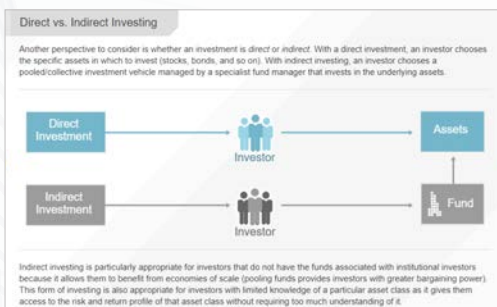 Direct vs. Indirect Investing
Another perspective to consider is whether an investment is direct or indirect. With a direct investment, an investor chooses
the specific assets in which to invest (stocks, bonds, and so on). With indirect investing, an investor chooses a
pooled/collective investment vehicle managed by a specialist fund manager that invests in the underlying assets.
Direct
Investment
Investor
Assets
Indirect
Investment
Investor
Fund
Indirect investing is particularly appropriate for investors that do not have the funds associated with institutional investors
because it allows them to benefit from economies of scale (pooling funds provides investors with greater bargaining power).
This form of investing is also appropriate for investors with limited knowledge of a particular asset class as it gives them
access to the risk and return profile of that asset class without requiring too much understanding of it.